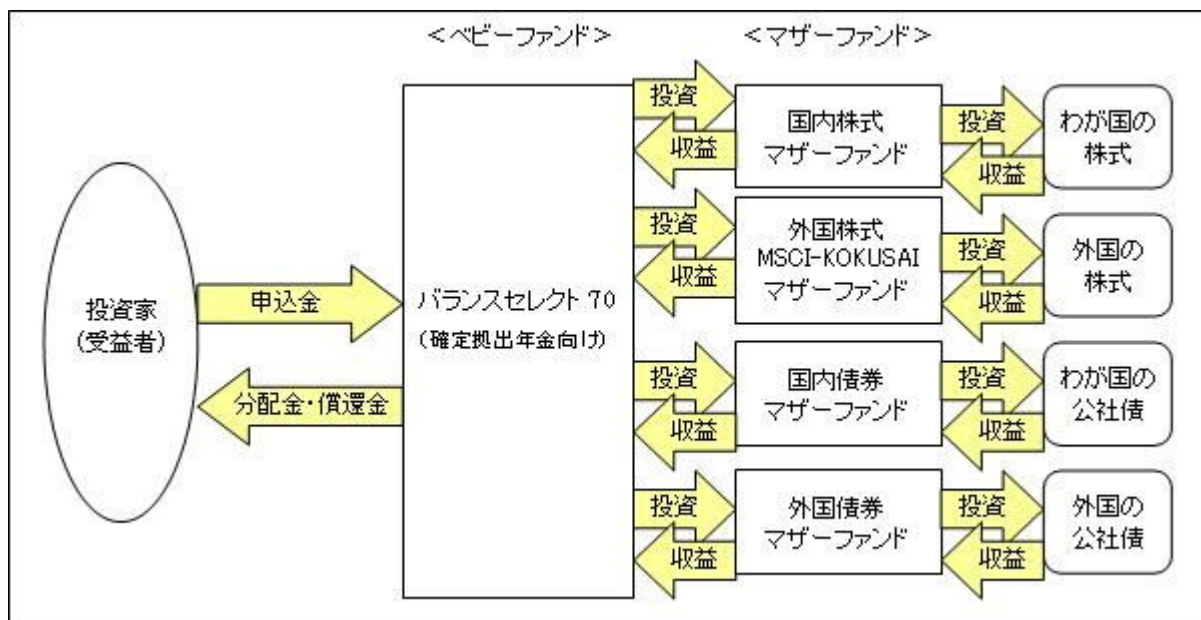 ＜ベビーファンド＞
＜マザーファンド＞
投資家
(受益者)
申込金
分配金・償還金
バランスセレクト70
(確定拠出年金向け)
投資
収益
国内株式
マザーファンド
投資
収益
わが国の
株式
投資
収益
外国株式
MSCI-KOKUSAI
マザーファンド
投資
収益
外国の
株式
投資
収益
国内債券
マザーファンド
投資
収益
わが国の
公社債
投資
収益
外国債券
マザーファンド
投資
収益
外国の
公社債